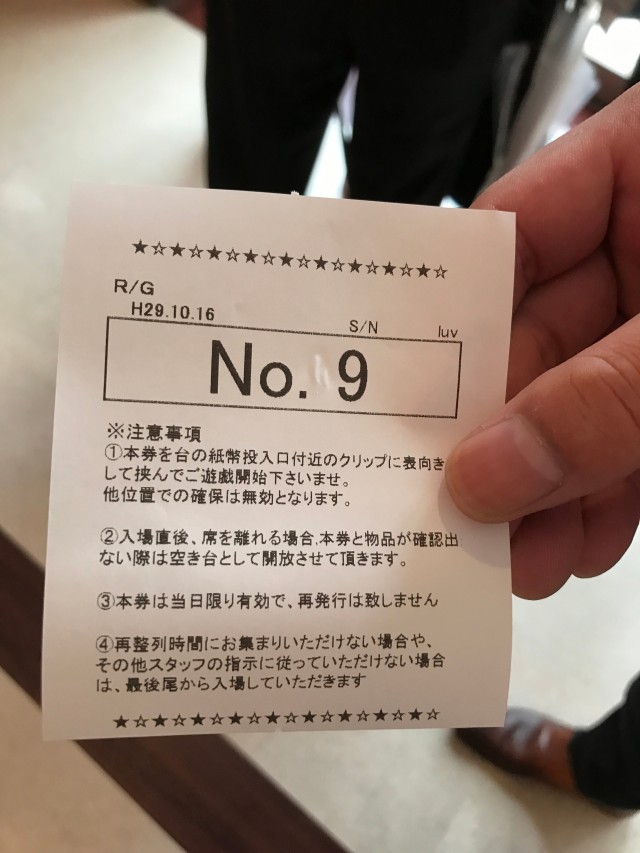 ★☆★☆★☆★☆★☆★☆★☆★☆★☆
R/G
H29.10.16
S/N luv
No. 9
※注意事項
①本券を台の紙幣投入口付近のクリップに表向き
して挟んでご遊戯開始下さいませ。
他位置での確保は無効となります。
②入場直後、席を離れる場合、本券と物品が確認出
ない際は空き台として開放させて頂きます。
③本券は当日限り有効で、再発行は致しません
④再整列時間にお集まりいただけない場合や、
その他スタッフの指示に従っていただけない場合
は、最後尾から入場していただきます
★☆★☆★☆★☆★☆★☆★☆★☆★☆